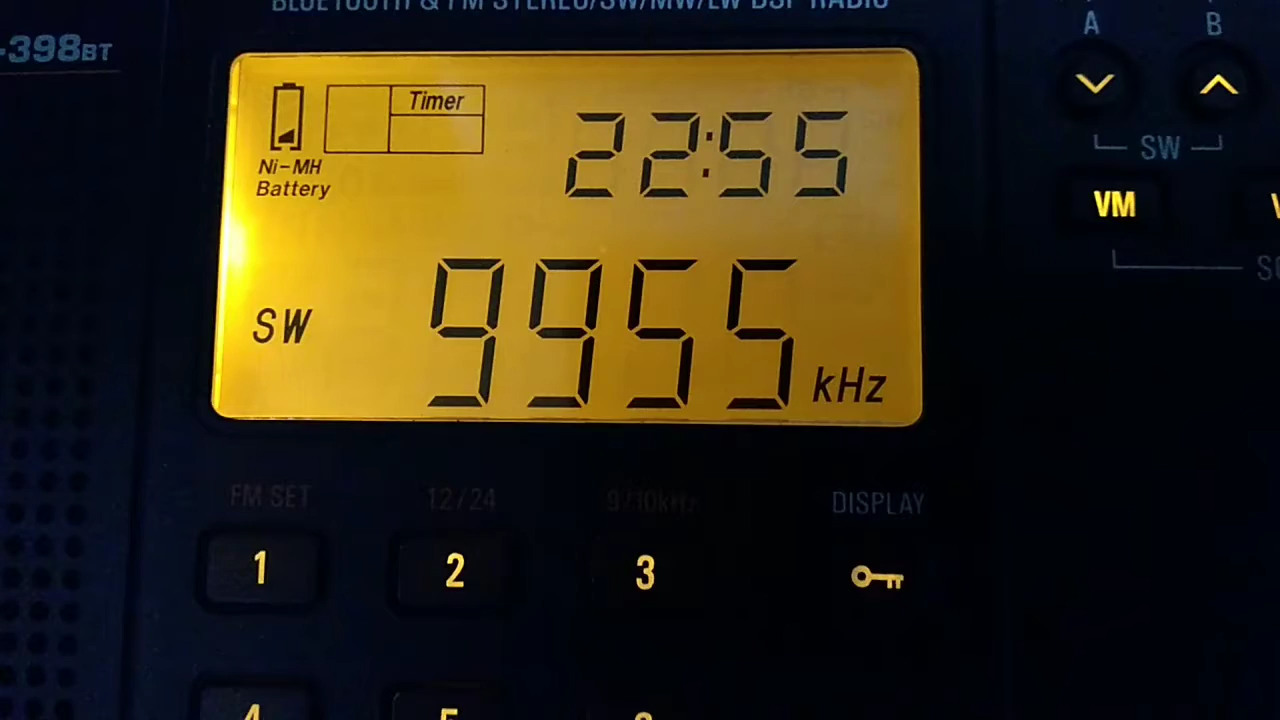 BLUETOOTH & FM STEREO/SW/MW/LW DSP RADIO
-398BT
A B
Timer
22:55
Ni-MH
Battery
SW
VM
SW
9955 kHz
FM SET 12/24 9/10kHz DISPLAY
1 2 3
4 5